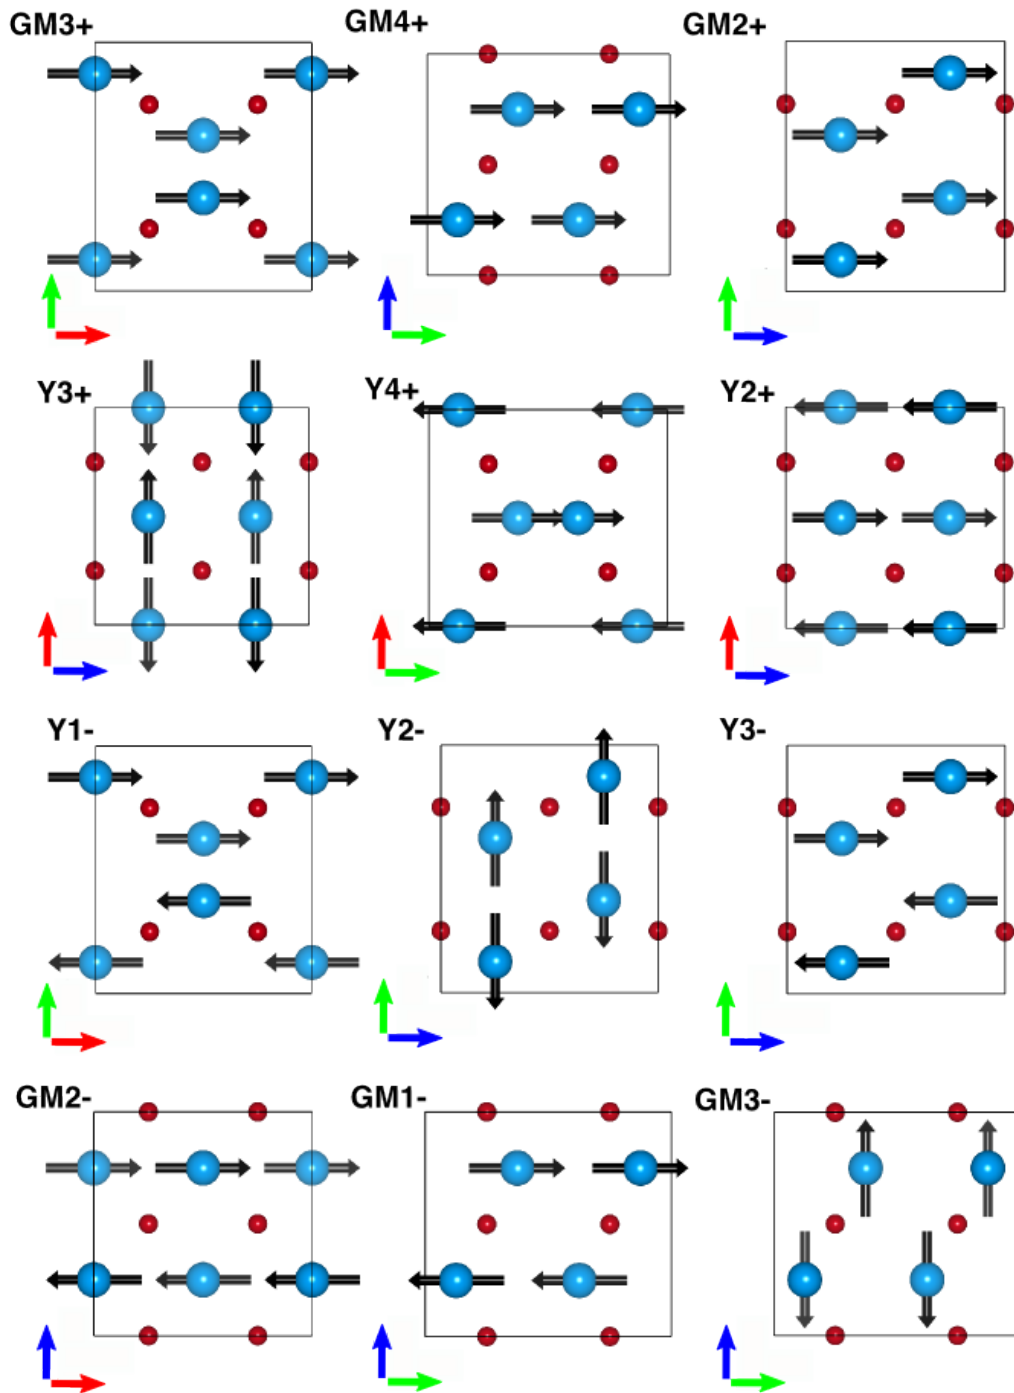 GM3+
GM4+
GM2+
Y3+
Y4+
Y2+
Y1-
Y2-
Y3-
GM2-
GM1-
GM3-